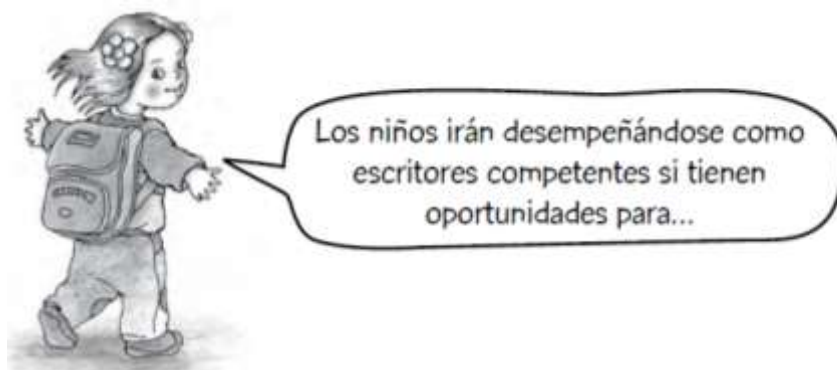 Los niños irán desempeñándose como
escritores competentes si tienen
oportunidades para...